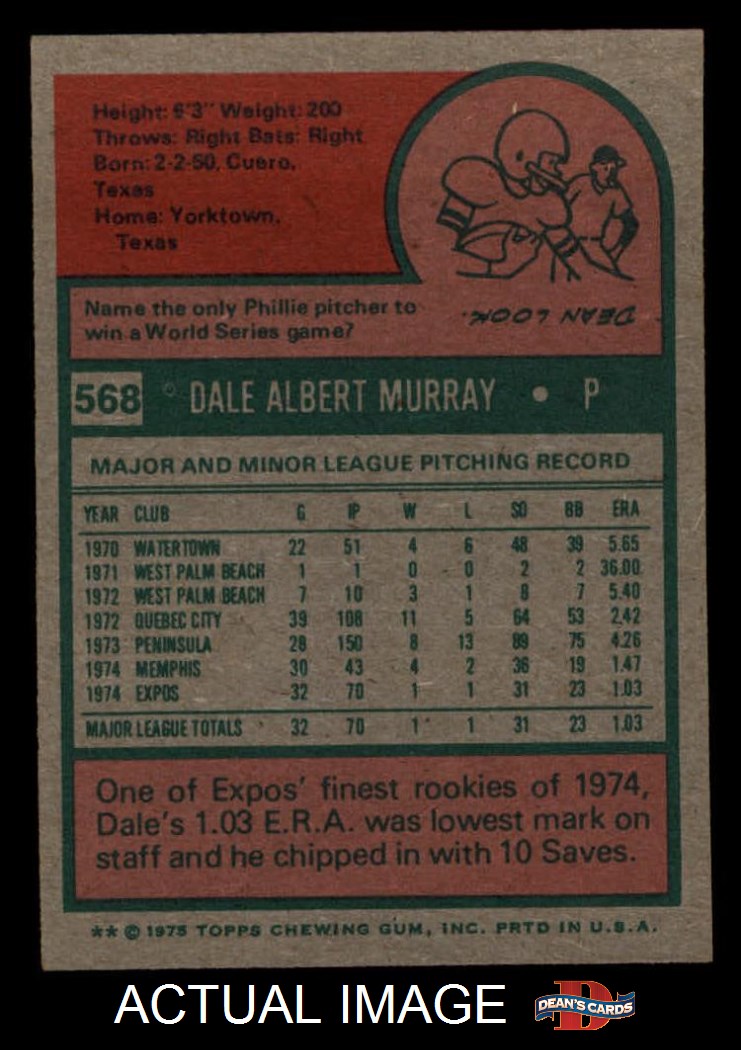 Height: 6'3" Weight: 200
Throws: Right Bats: Right
Born: 2-2-50, Cuero,
Texas
Home: Yorktown,
Texas
Name the only Phillie pitcher to
win a World Series game?
DEAN LOOK.
568 DALE ALBERT MURRAY • P
MAJOR AND MINOR LEAGUE PITCHING RECORD
YEAR CLUB G IP W L SO BB ERA
1970 WATERTOWN 22 51 4 6 48 39 5.65
1971 WEST PALM BEACH 1 1 0 0 2 2 36.00
1972 WEST PALM BEACH 7 10 3 1 8 7 5.40
1972 QUEBEC CITY 39 108 11 5 64 53 2.42
1973 PENINSULA 28 150 8 13 89 75 4.26
1974 MEMPHIS 30 43 4 2 36 19 1.47
1974 EXPOS 32 70 1 1 31 23 1.03
MAJOR LEAGUE TOTALS 32 70 1 1 31 23 1.03
One of Expos' finest rookies of 1974,
Dale's 1.03 E.R.A. was lowest mark on
staff and he chipped in with 10 Saves.
** © 1975 TOPPS CHEWING GUM, INC. PRTD IN U.S.A.
ACTUAL IMAGE
DEAN'S CARDS